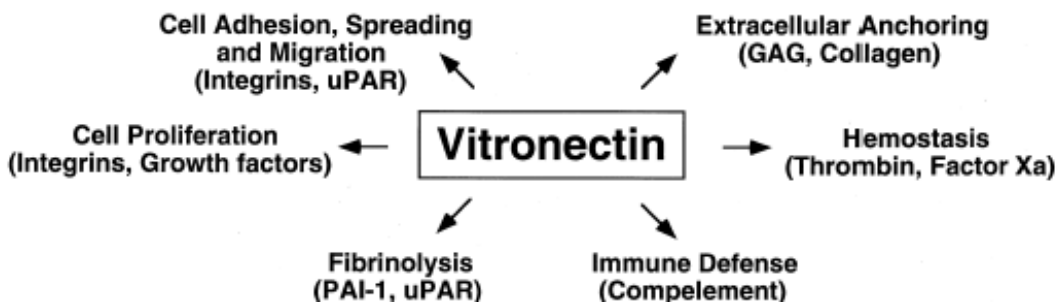 Cell Adhesion, Spreading
and Migration
(Integrins, uPAR)
Extracellular Anchoring
(GAG, Collagen)
Cell Proliferation
(Integrins, Growth factors)
Vitronectin
Hemostasis
(Thrombin, Factor Xa)
Fibrinolysis
(PAI-1, uPAR)
Immune Defense
(Compelement)